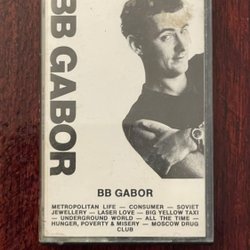 BB GABOR
BB GABOR
METROPOLITAN LIFE — CONSUMER — SOVIET
JEWELLERY — LASER LOVE — BIG YELLOW TAXI
— UNDERGROUND WORLD — ALL THE TIME —
HUNGER, POVERTY & MISERY — MOSCOW DRUG
CLUB